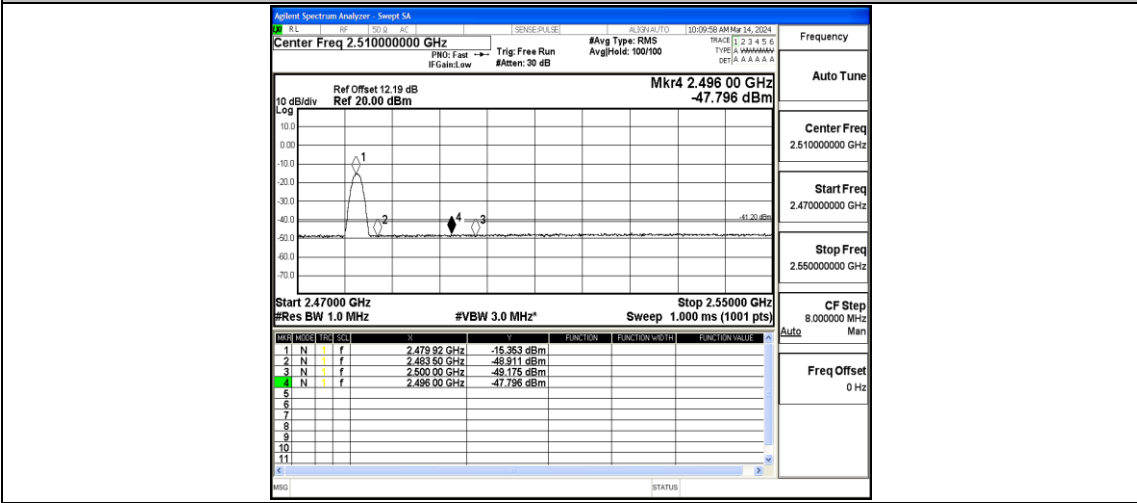 Agilent Spectrum Analyzer - Swept SA
RL RF 50 Ω AC SENSE:PULSE ALIGN AUTO 10:09:58 AM Mar 14, 2024
Center Freq 2.510000000 GHz
PNO: Fast
IFGain:Low
Trig: Free Run
#Atten: 30 dB
#Avg Type: RMS
Avg|Hold: 100/100
TRACE 1 2 3 4 5 6
TYPE A WWWWW
DET A A A A A A
Mkr4 2.496 00 GHz
-47.796 dBm
Ref Offset 12.19 dB
10 dB/div Ref 20.00 dBm
Log
10.0
0.00
-10.0
-20.0
-30.0
-40.0
-50.0
-60.0
-70.0
1
2
4
3
-41.20 dBm
Start 2.47000 GHz Stop 2.55000 GHz
#Res BW 1.0 MHz #VBW 3.0 MHz* Sweep 1.000 ms (1001 pts)
MKR MODE TRC SCL X Y FUNCTION FUNCTION WIDTH FUNCTION VALUE
1 N 1 f 2.479 92 GHz -15.353 dBm
2 N 1 f 2.483 50 GHz -48.911 dBm
3 N 1 f 2.500 00 GHz -49.175 dBm
4 N 1 f 2.496 00 GHz -47.796 dBm
5
6
7
8
9
10
11
MSG STATUS
Frequency
Auto Tune
Center Freq
2.510000000 GHz
Start Freq
2.470000000 GHz
Stop Freq
2.550000000 GHz
CF Step
8.000000 MHz
Auto Man
Freq Offset
0 Hz